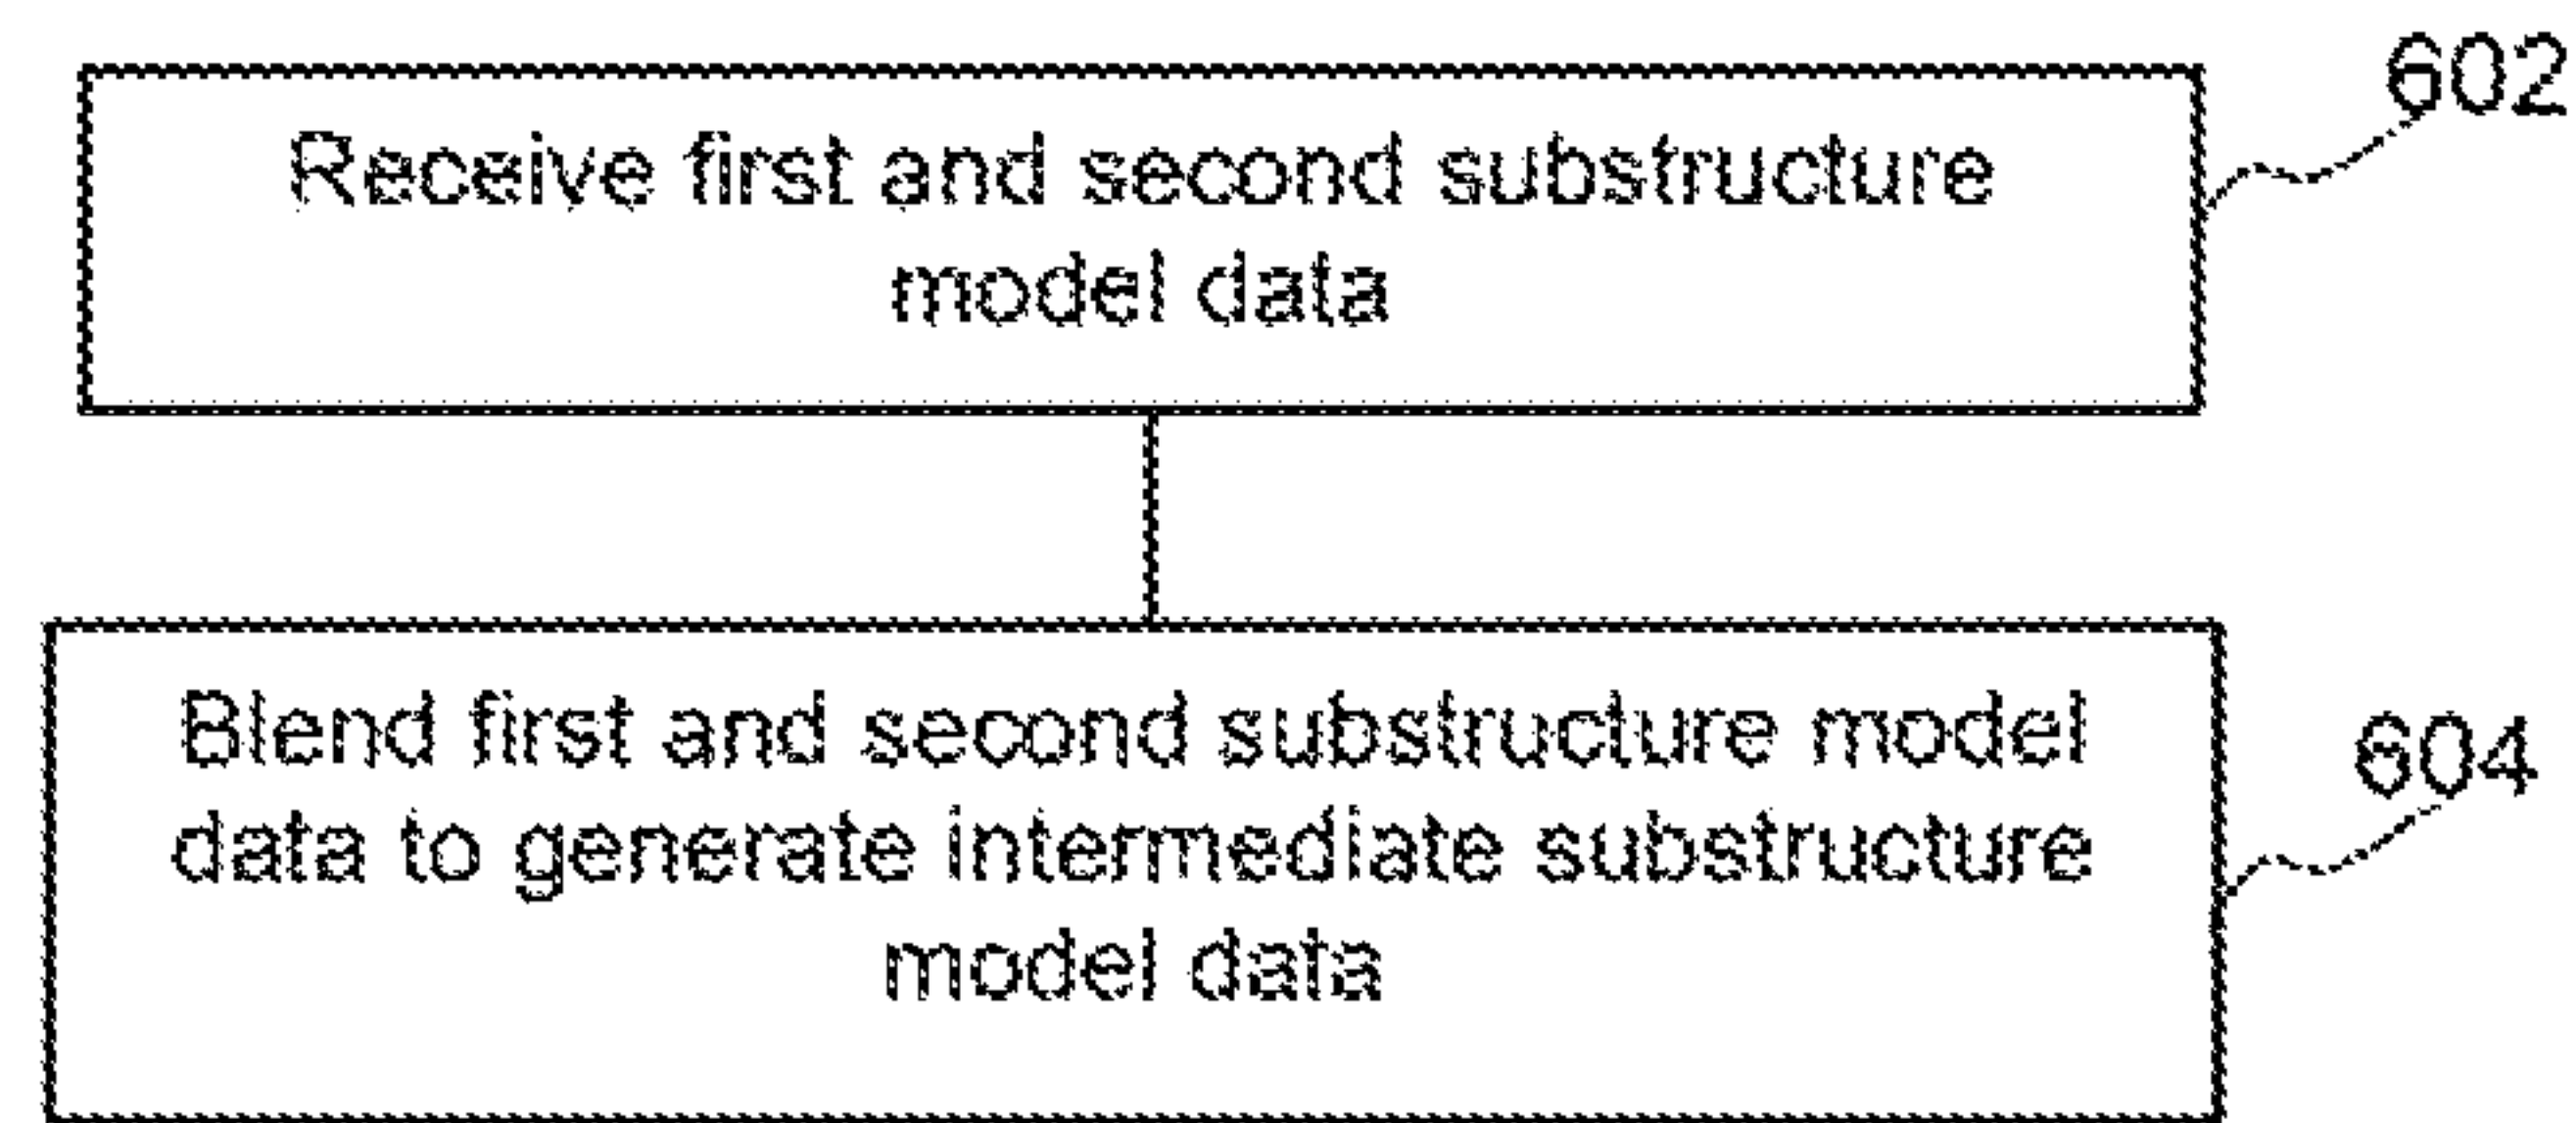 602
Receive first and second substructure
model data
Blend first and second substructure model
data to generate intermediate substructure
model data
604